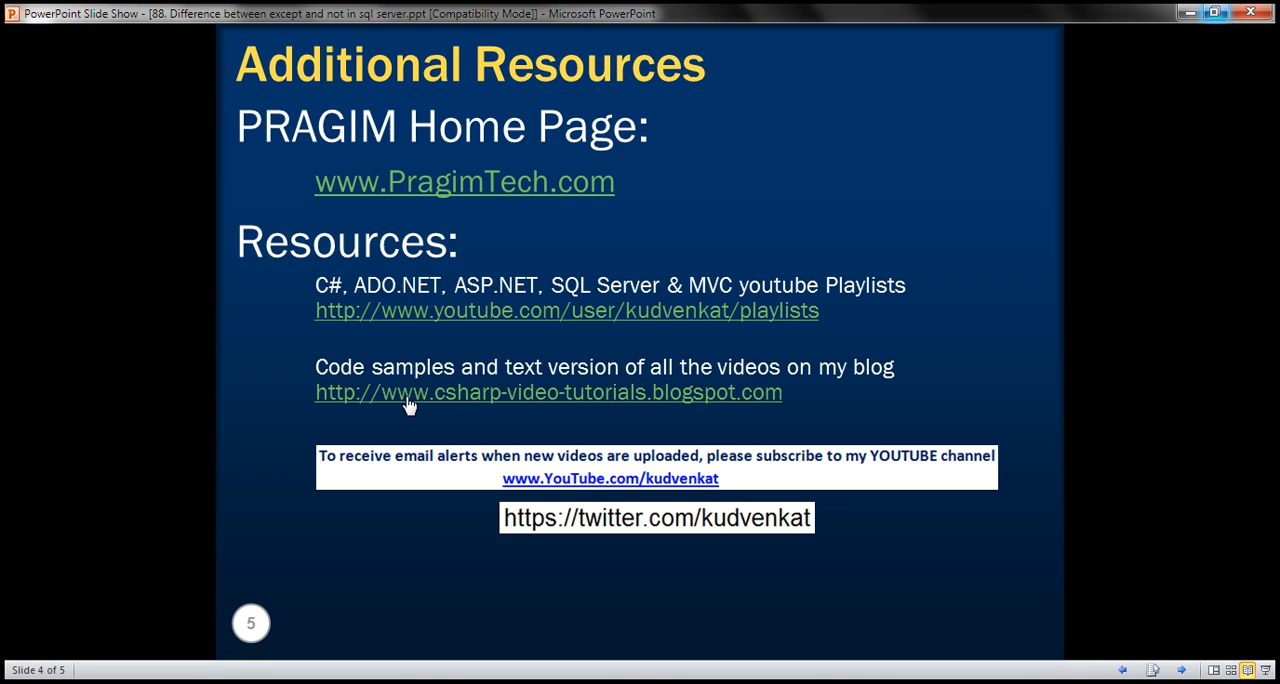 PowerPoint Slide Show - [88. Difference between except and not in sql server.ppt [Compatibility Mode]] - Microsoft PowerPoint
Additional Resources
PRAGIM Home Page:
www.PragimTech.com
Resources:
C#, ADO.NET, ASP.NET, SQL Server & MVC youtube Playlists
http://www.youtube.com/user/kudvenkat/playlists
Code samples and text version of all the videos on my blog
http://www.csharp-video-tutorials.blogspot.com
To receive email alerts when new videos are uploaded, please subscribe to my YOUTUBE channel
www.YouTube.com/kudvenkat
https://twitter.com/kudvenkat
5
Slide 4 of 5